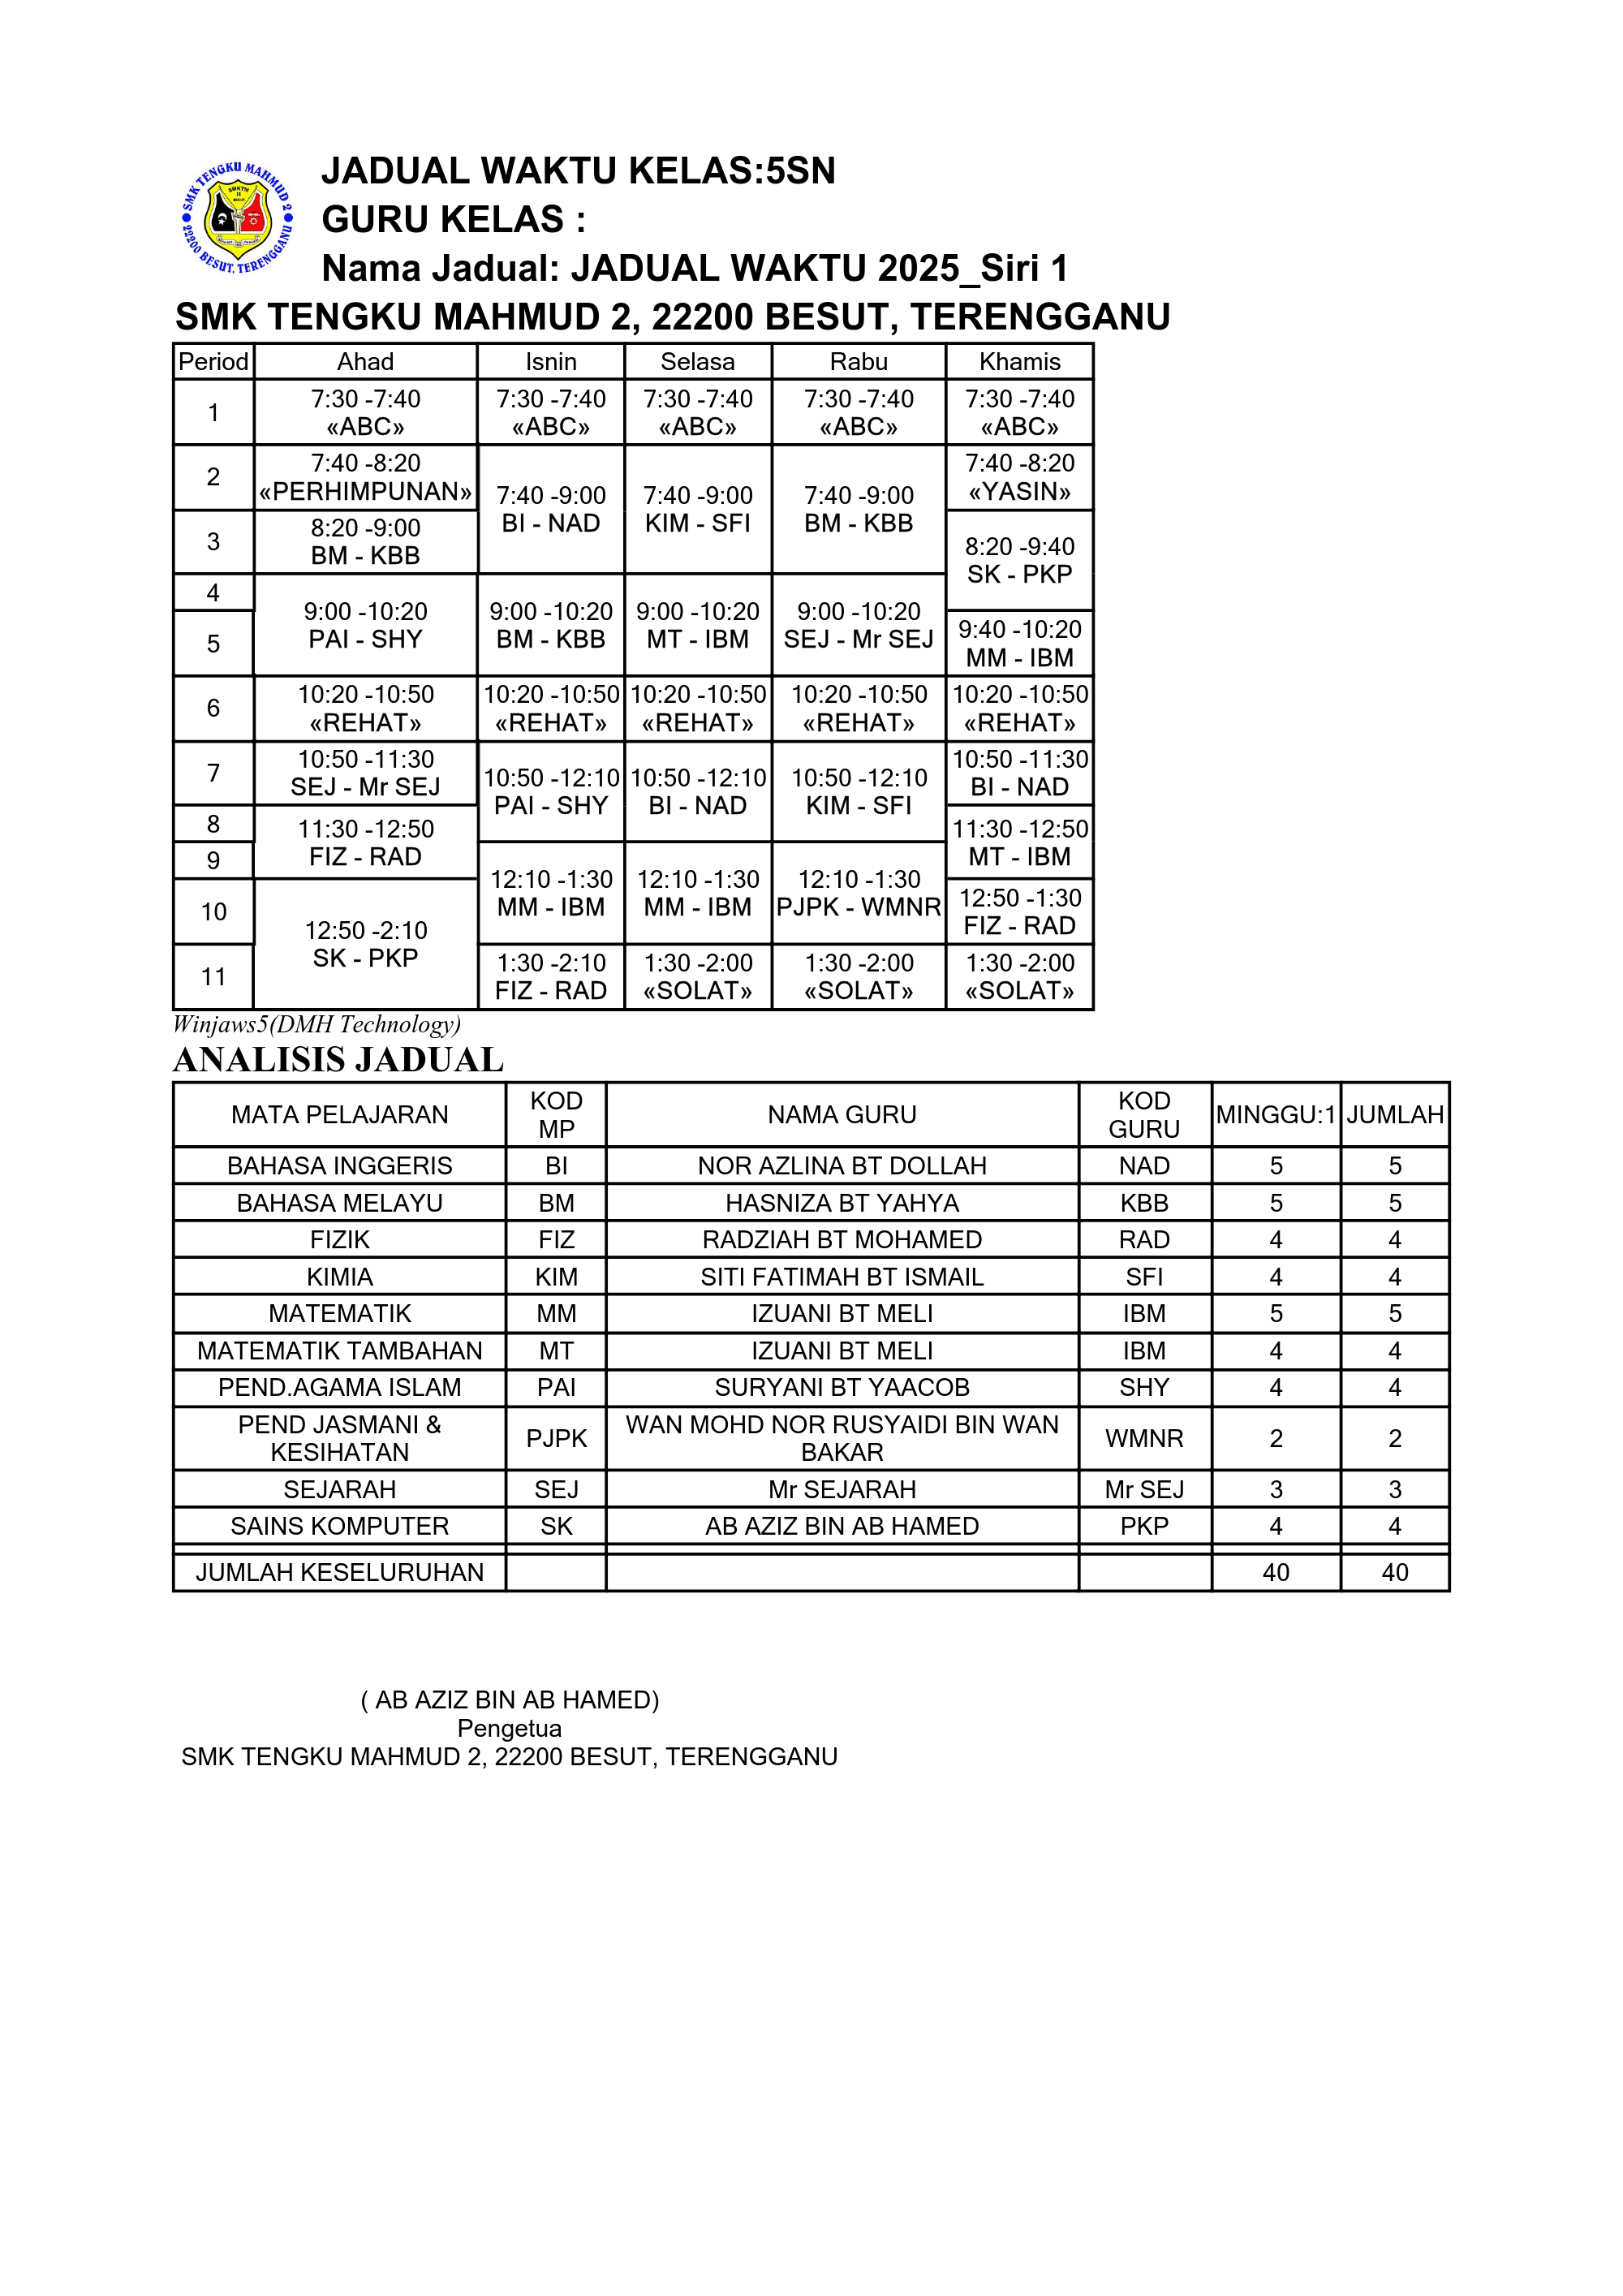 SMK TENGKU MAHMUD 2
22200 BESUT, TERENGGANU
JADUAL WAKTU KELAS:5SN
GURU KELAS :
Nama Jadual: JADUAL WAKTU 2025_Siri 1
SMK TENGKU MAHMUD 2, 22200 BESUT, TERENGGANU
Period Ahad Isnin Selasa Rabu Khamis
1
7:30 -7:40 «ABC»
7:30 -7:40 «ABC»
7:30 -7:40 «ABC»
7:30 -7:40 «ABC»
7:30 -7:40 «ABC»
2
7:40 -8:20 «PERHIMPUNAN»
7:40 -9:00 BI - NAD
7:40 -9:00 KIM - SFI
7:40 -9:00 BM - KBB
7:40 -8:20 «YASIN»
3
8:20 -9:00 BM - KBB
8:20 -9:40 SK - PKP
4
9:00 -10:20 PAI - SHY
9:00 -10:20 BM - KBB
9:00 -10:20 MT - IBM
9:00 -10:20 SEJ - Mr SEJ
5
9:40 -10:20 MM - IBM
6
10:20 -10:50 «REHAT»
10:20 -10:50 «REHAT»
10:20 -10:50 «REHAT»
10:20 -10:50 «REHAT»
10:20 -10:50 «REHAT»
7
10:50 -11:30 SEJ - Mr SEJ
10:50 -12:10 PAI - SHY
10:50 -12:10 BI - NAD
10:50 -12:10 KIM - SFI
10:50 -11:30 BI - NAD
8
11:30 -12:50 FIZ - RAD
11:30 -12:50 MT - IBM
9
12:10 -1:30 MM - IBM
12:10 -1:30 MM - IBM
12:10 -1:30 PJPK - WMNR
10
12:50 -2:10 SK - PKP
12:50 -1:30 FIZ - RAD
11
1:30 -2:10 FIZ - RAD
1:30 -2:00 «SOLAT»
1:30 -2:00 «SOLAT»
1:30 -2:00 «SOLAT»
Winjaws5(DMH Technology)
ANALISIS JADUAL
MATA PELAJARAN KOD MP NAMA GURU KOD GURU MINGGU:1 JUMLAH
BAHASA INGGERIS BI NOR AZLINA BT DOLLAH NAD 5 5
BAHASA MELAYU BM HASNIZA BT YAHYA KBB 5 5
FIZIK FIZ RADZIAH BT MOHAMED RAD 4 4
KIMIA KIM SITI FATIMAH BT ISMAIL SFI 4 4
MATEMATIK MM IZUANI BT MELI IBM 5 5
MATEMATIK TAMBAHAN MT IZUANI BT MELI IBM 4 4
PEND.AGAMA ISLAM PAI SURYANI BT YAACOB SHY 4 4
PEND JASMANI & KESIHATAN PJPK WAN MOHD NOR RUSYAIDI BIN WAN BAKAR WMNR 2 2
SEJARAH SEJ Mr SEJARAH Mr SEJ 3 3
SAINS KOMPUTER SK AB AZIZ BIN AB HAMED PKP 4 4
JUMLAH KESELURUHAN 40 40
( AB AZIZ BIN AB HAMED)
Pengetua
SMK TENGKU MAHMUD 2, 22200 BESUT, TERENGGANU